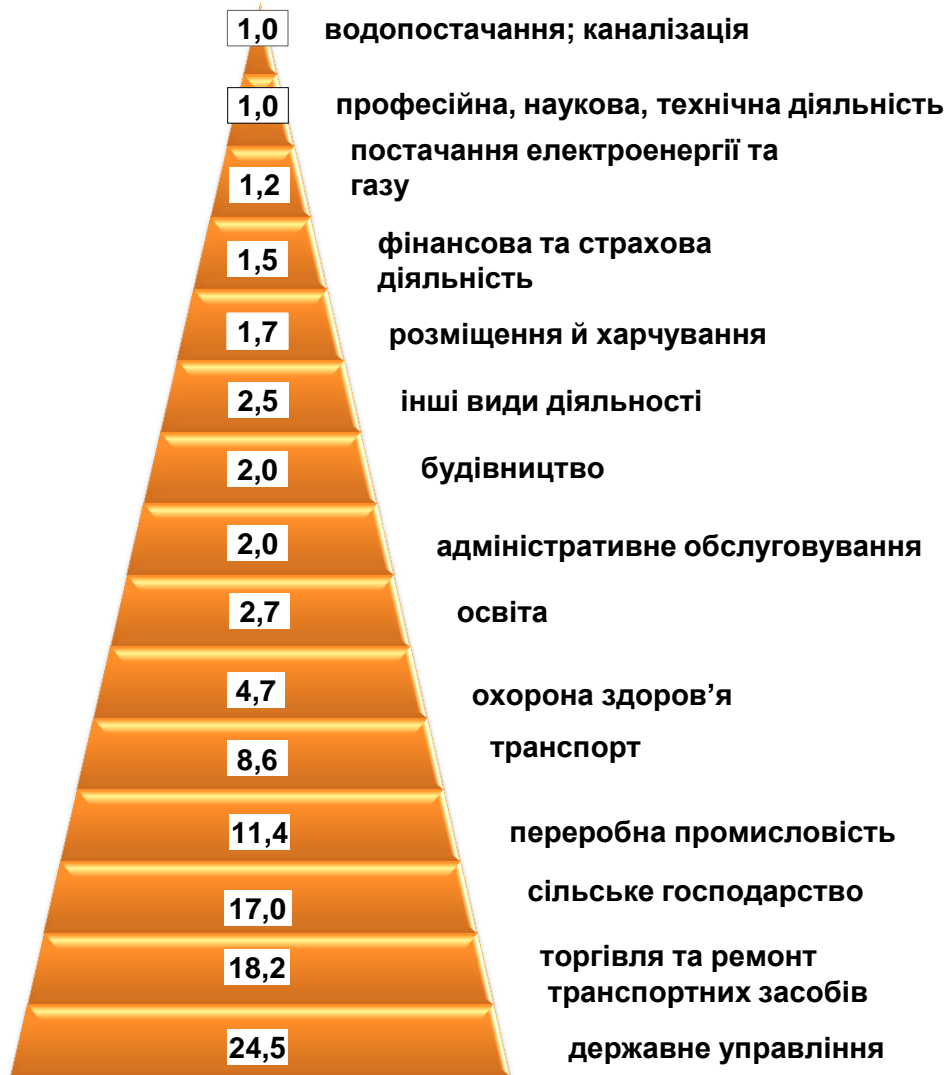 1,0 водопостачання; каналізація
1,0 професійна, наукова, технічна діяльність
постачання електроенергії та
1,2 газу
фінансова та страхова
1,5 діяльність
1,7 розміщення й харчування
2,5 інші види діяльності
2,0 будівництво
2,0 адміністративне обслуговування
2,7 освіта
4,7 охорона здоров’я
8,6 транспорт
11,4 переробна промисловість
17,0 сільське господарство
18,2 торгівля та ремонт
транспортних засобів
24,5 державне управління